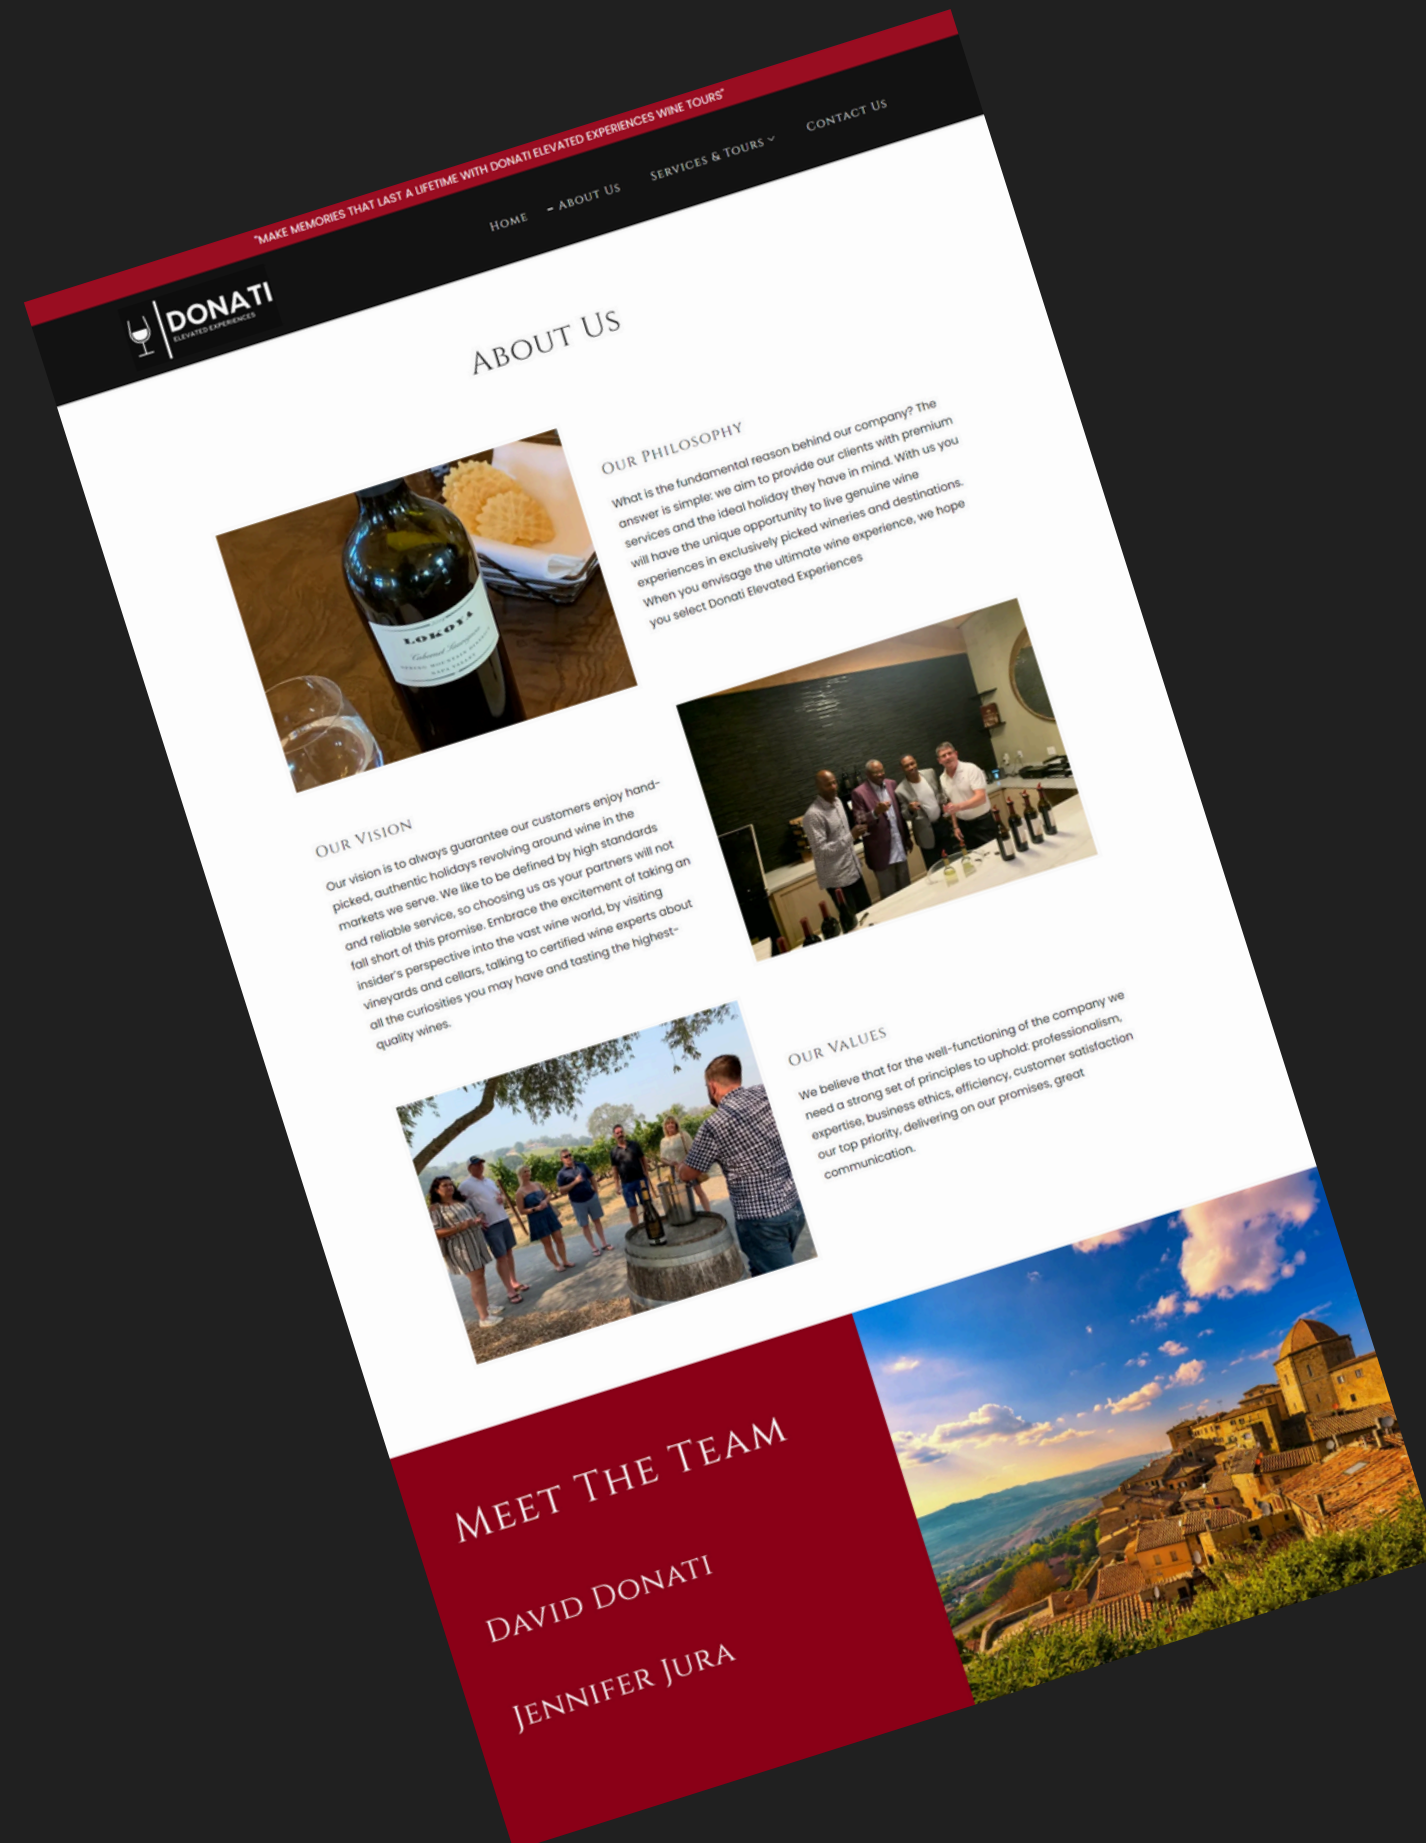 "MAKE MEMORIES THAT LAST A LIFETIME WITH DONATI ELEVATED EXPERIENCES WINE TOURS"
DONATI
ELEVATED EXPERIENCES
HOME
– ABOUT US
SERVICES & TOURS
CONTACT US
ABOUT US
OUR PHILOSOPHY
What is the fundamental reason behind our company? The
answer is simple: we aim to provide our clients with premium
services and the ideal holiday they have in mind. With us you
will have the unique opportunity to live genuine wine
experiences in exclusively picked wineries and destinations.
When you envisage the ultimate wine experience, we hope
you select Donati Elevated Experiences
LOKOYA
Cabernet Sauvignon
SPRING MOUNTAIN DISTRICT
NAPA VALLEY
OUR VISION
Our vision is to always guarantee our customers enjoy hand-
picked, authentic holidays revolving around wine in the
markets we serve. We like to be defined by high standards
and reliable service, so choosing us as your partners will not
fall short of this promise. Embrace the excitement of taking an
insider's perspective into the vast wine world, by visiting
vineyards and cellars, talking to certified wine experts about
all the curiosities you may have and tasting the highest-
quality wines.
OUR VALUES
We believe that for the well-functioning of the company we
need a strong set of principles to uphold: professionalism,
expertise, business ethics, efficiency, customer satisfaction
our top priority, delivering on our promises, great
communication.
MEET THE TEAM
DAVID DONATI
JENNIFER JURA